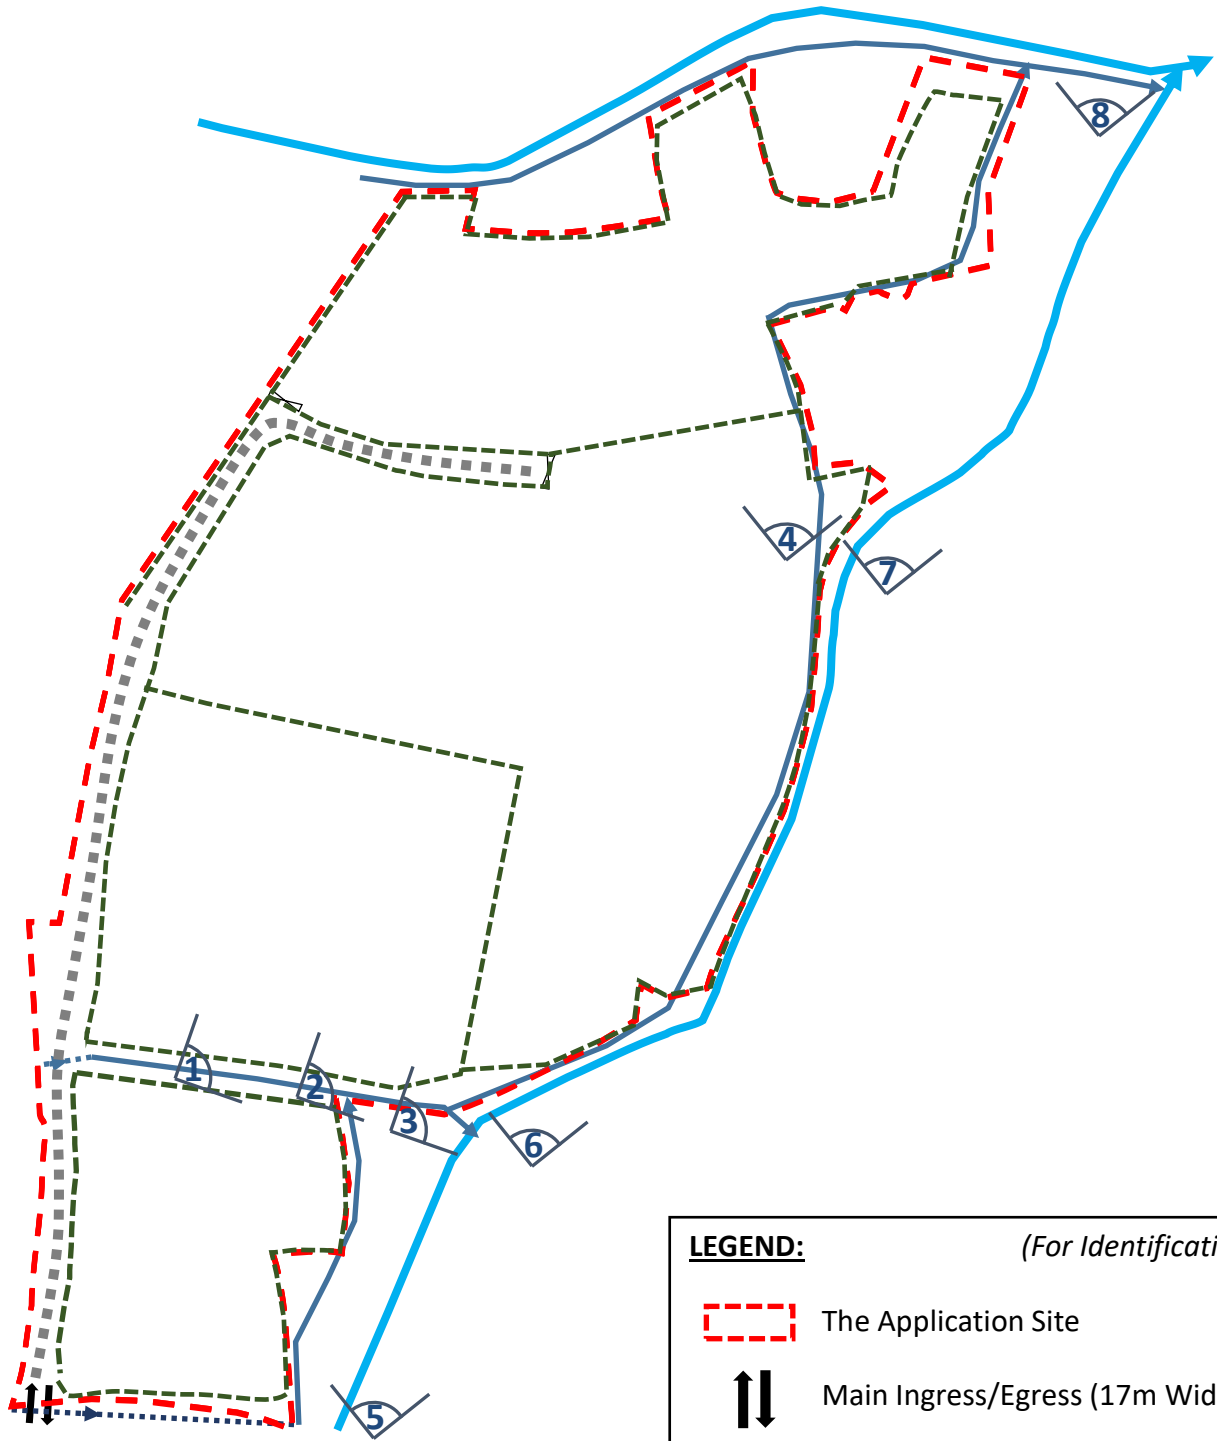 8
4
7
1
2
3
6
5
LEGEND: (For Identificati
The Application Site
Main Ingress/Egress (17m Wid